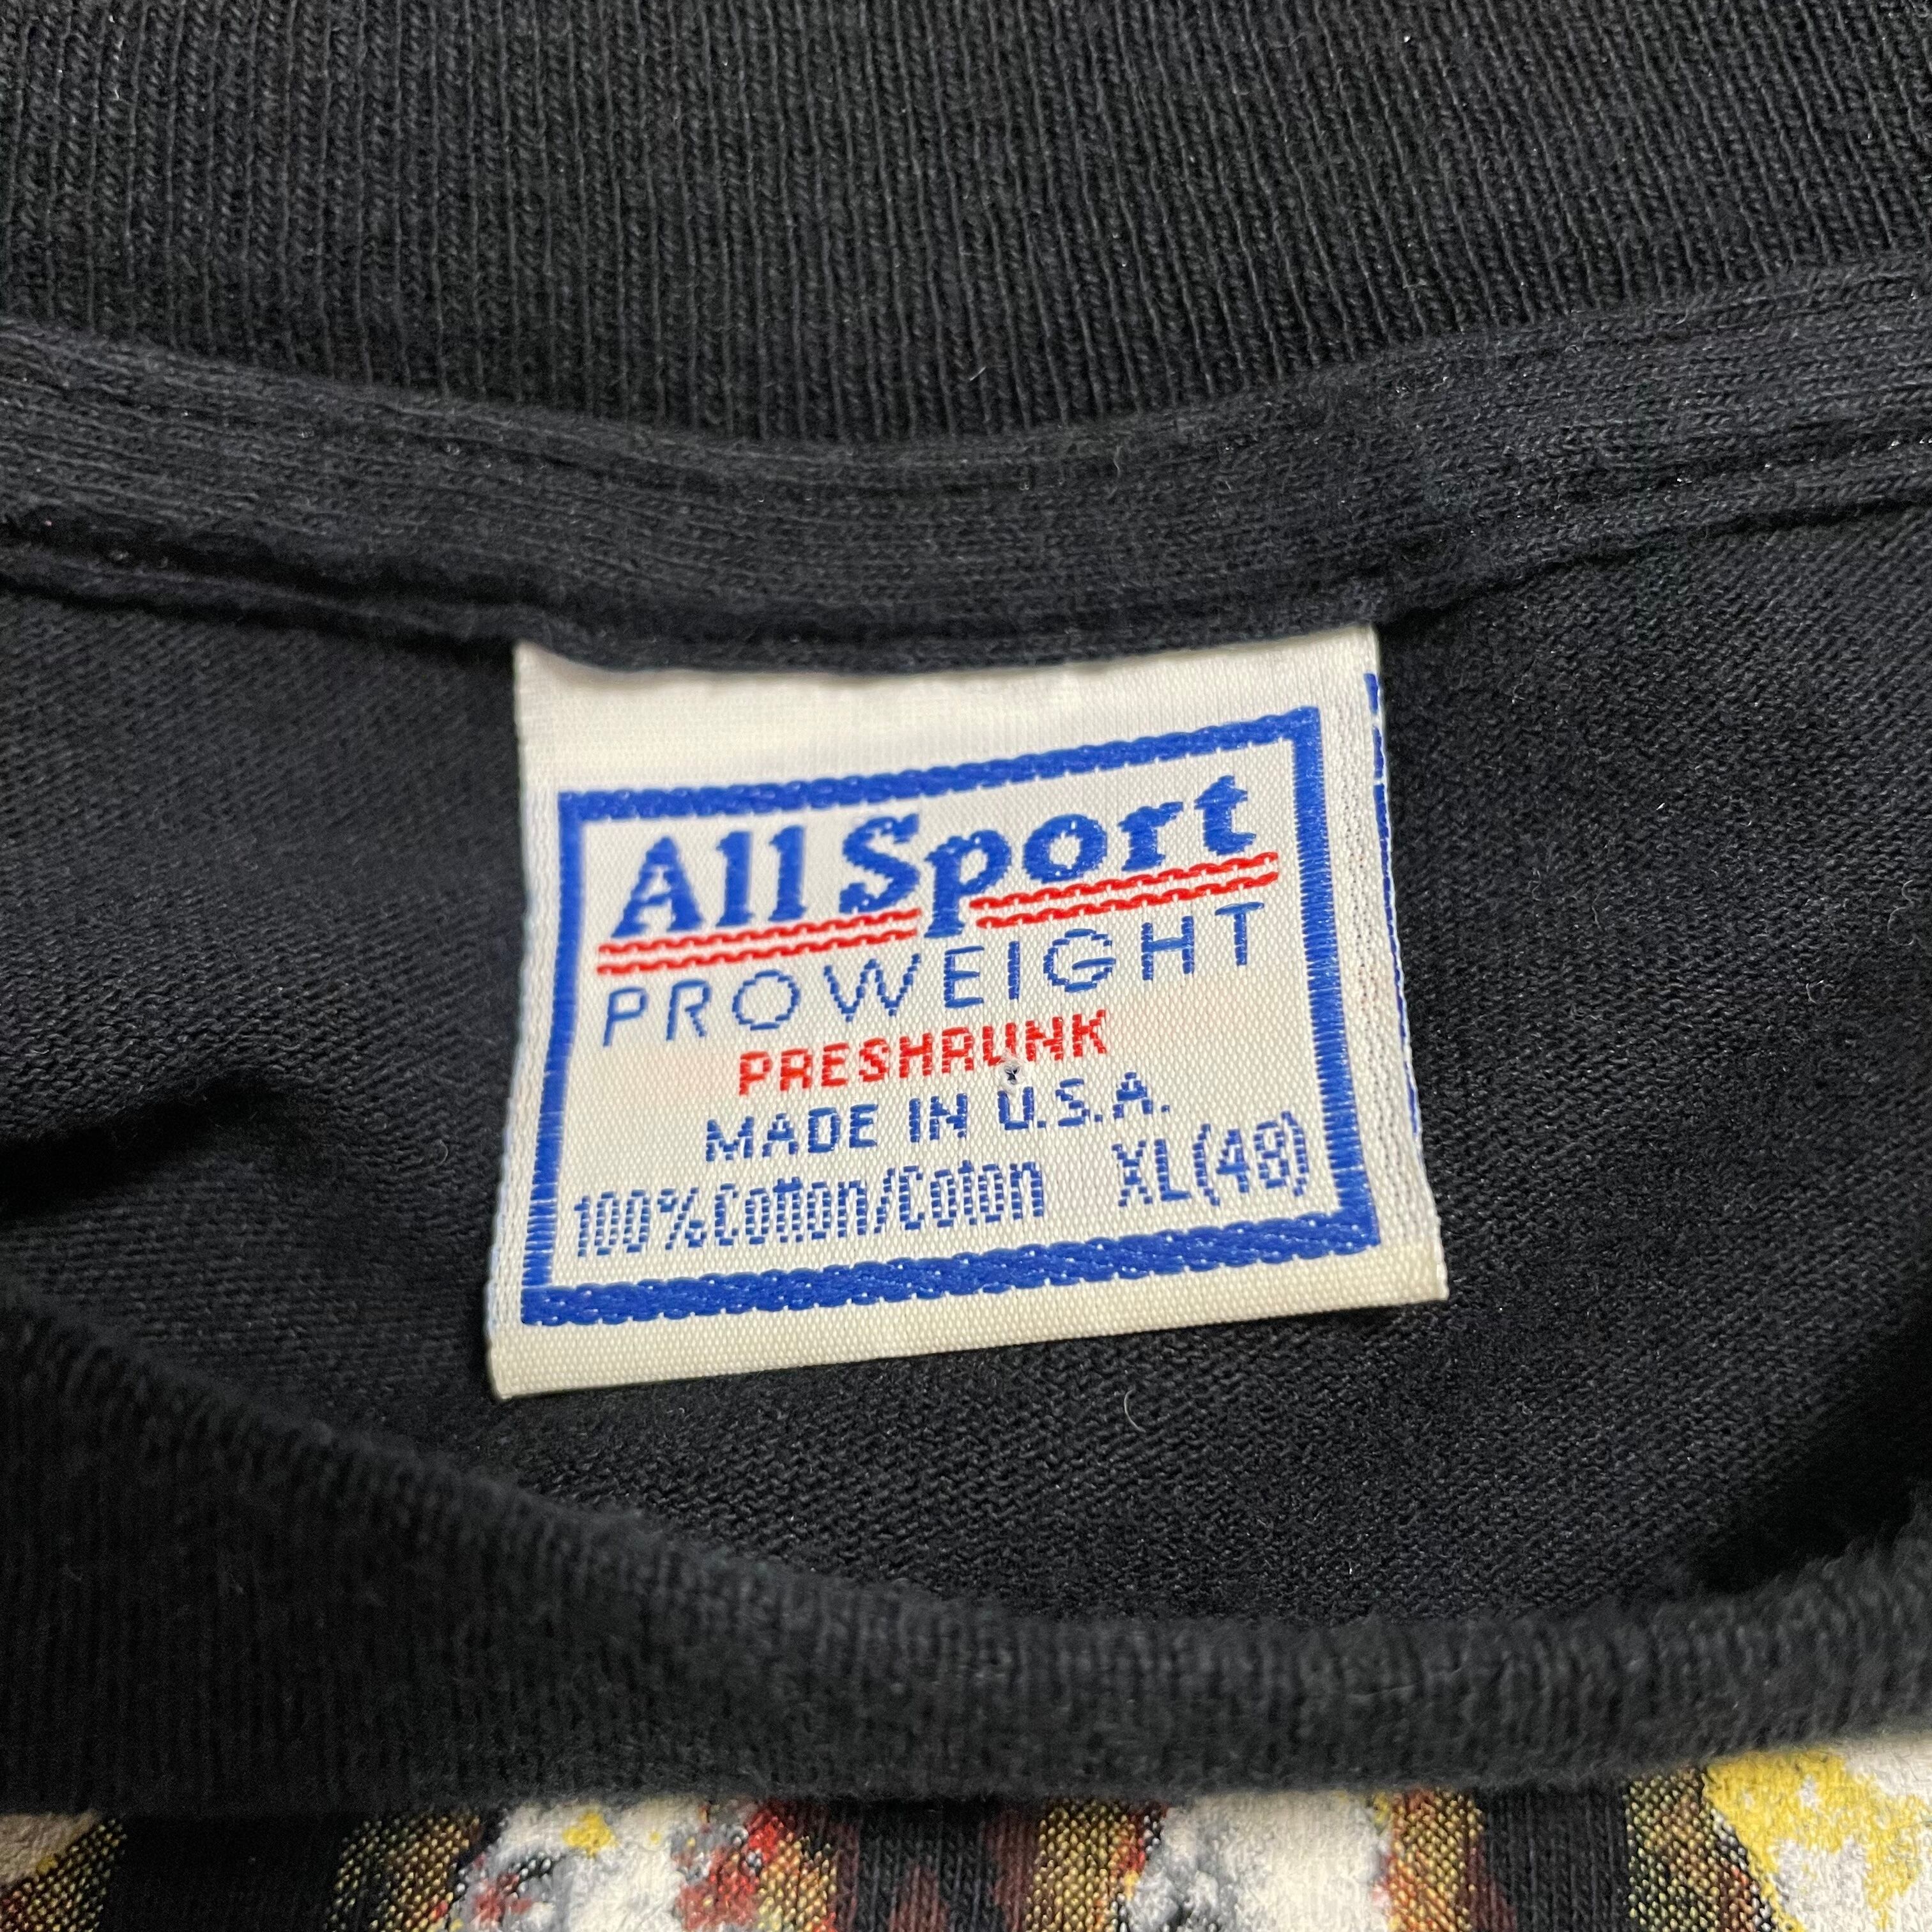 All Sport
PROWEIGHT
PRESHRUNK
MADE IN U.S.A.
100% Cotton/Coton XL(48)